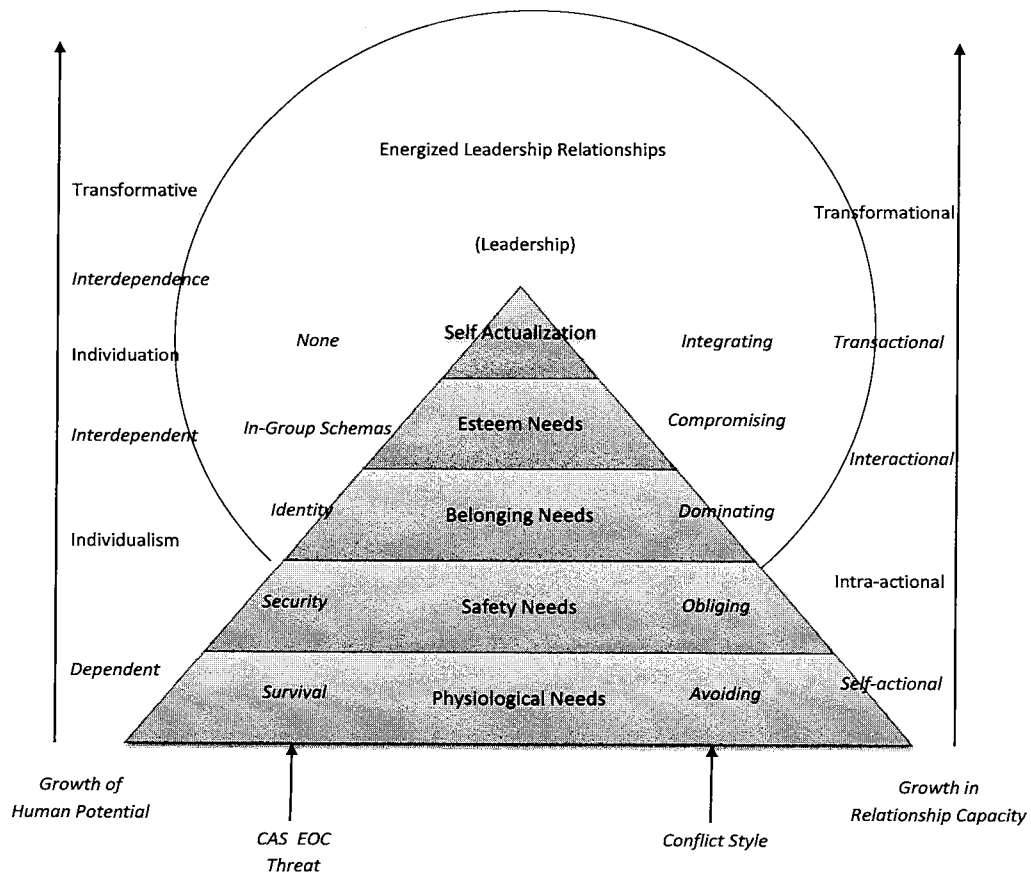 Energized Leadership Relationships
Transformative
Transformational
(Leadership)
Interdependence
None
Self Actualization
Integrating
Transactional
Individuation
In-Group Schemas
Esteem Needs
Compromising
Interdependent
Interactional
Identity
Belonging Needs
Dominating
Individualism
Intra-actional
Security
Safety Needs
Obliging
Dependent
Survival
Physiological Needs
Avoiding
Self-actional
Growth of
Human Potential
Growth in
Relationship Capacity
CAS EOC
Threat
Conflict Style